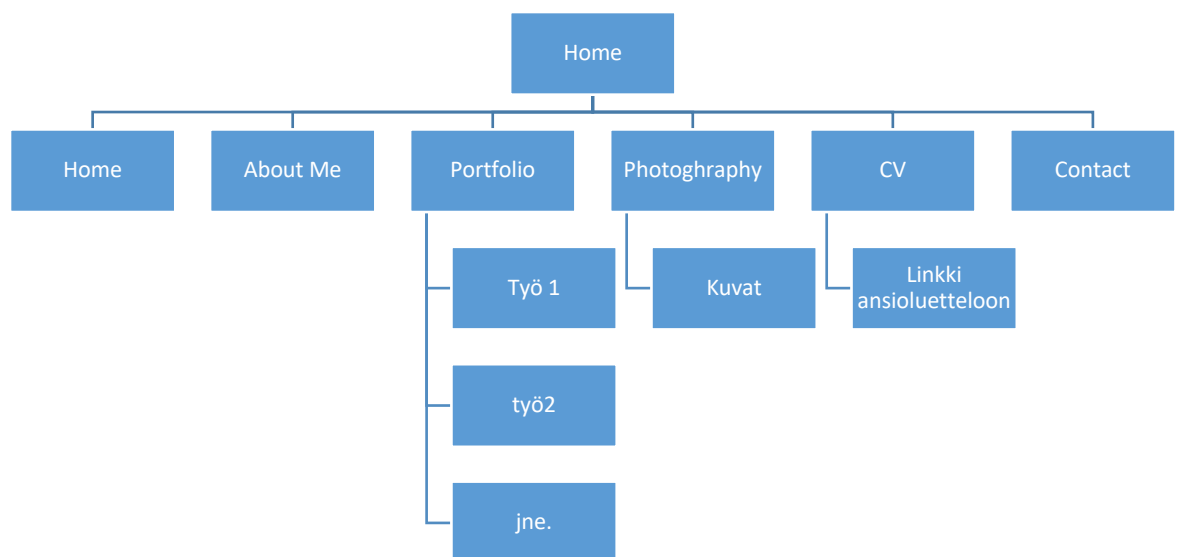 Home
Home
About Me
Portfolio
Photoghraphy
CV
Contact
Työ 1
Kuvat
Linkki
ansioluetteloon
työ2
jne.